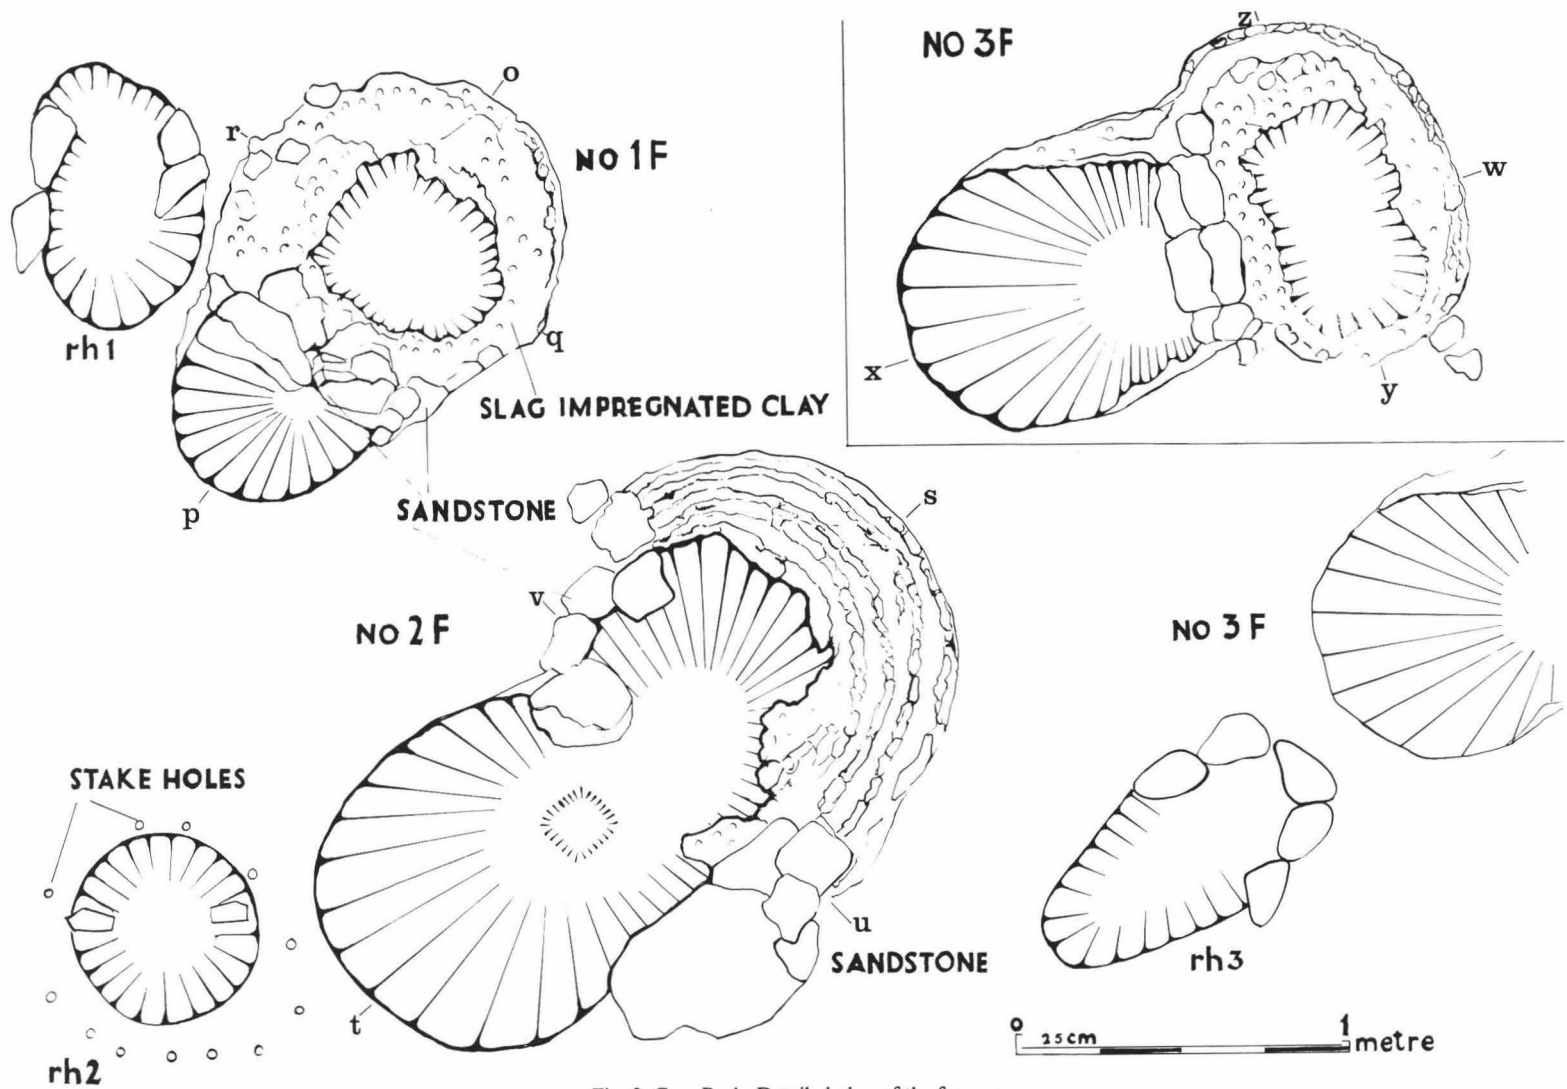 z
NO 3F
o
r
NO 1F
w
rh1
q
x
y
SLAG IMPREGNATED CLAY
p
SANDSTONE
s
v
NO 2F
NO 3F
STAKE HOLES
u
SANDSTONE
rh3
t
0 25cm 1 metre
rh2